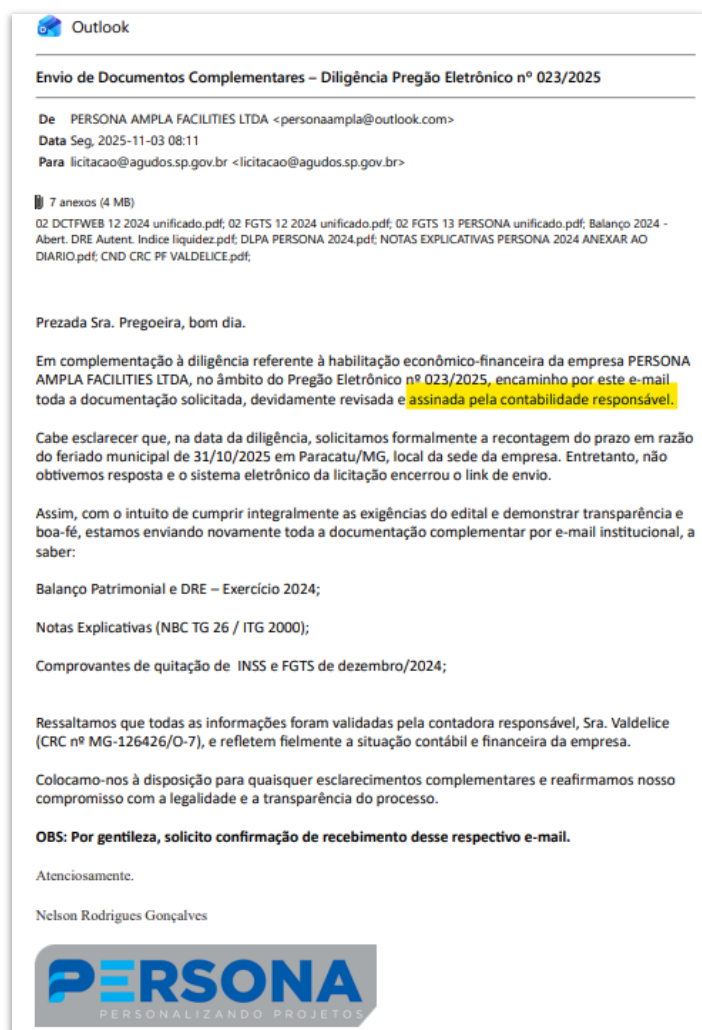 Outlook
Envio de Documentos Complementares – Diligência Pregão Eletrônico nº 023/2025
De PERSONA AMPLA FACILITIES LTDA <personaampla@outlook.com>
Data Seg, 2025-11-03 08:11
Para licitacao@agudos.sp.gov.br <licitacao@agudos.sp.gov.br>
7 anexos (4 MB)
02 DCTFWEB 12 2024 unificado.pdf; 02 FGTS 12 2024 unificado.pdf; 02 FGTS 13 PERSONA unificado.pdf; Balanço 2024 -
Abert. DRE Autent. Indice liquidez.pdf; DLPA PERSONA 2024.pdf; NOTAS EXPLICATIVAS PERSONA 2024 ANEXAR AO
DIARIO.pdf; CND CRC PF VALDELICE.pdf;
Prezada Sra. Pregoeira, bom dia.
Em complementação à diligência referente à habilitação econômico-financeira da empresa PERSONA
AMPLA FACILITIES LTDA, no âmbito do Pregão Eletrônico nº 023/2025, encaminho por este e-mail
toda a documentação solicitada, devidamente revisada e assinada pela contabilidade responsável.
Cabe esclarecer que, na data da diligência, solicitamos formalmente a recontagem do prazo em razão
do feriado municipal de 31/10/2025 em Paracatu/MG, local da sede da empresa. Entretanto, não
obtivemos resposta e o sistema eletrônico da licitação encerrou o link de envio.
Assim, com o intuito de cumprir integralmente as exigências do edital e demonstrar transparência e
boa-fé, estamos enviando novamente toda a documentação complementar por e-mail institucional, a
saber:
Balanço Patrimonial e DRE – Exercício 2024;
Notas Explicativas (NBC TG 26 / ITG 2000);
Comprovantes de quitação de INSS e FGTS de dezembro/2024;
Ressaltamos que todas as informações foram validadas pela contadora responsável, Sra. Valdelice
(CRC nº MG-126426/O-7), e refletem fielmente a situação contábil e financeira da empresa.
Colocamo-nos à disposição para quaisquer esclarecimentos complementares e reafirmamos nosso
compromisso com a legalidade e a transparência do processo.
OBS: Por gentileza, solicito confirmação de recebimento desse respectivo e-mail.
Atenciosamente.
Nelson Rodrigues Gonçalves
PERSONA
PERSONALIZANDO PROJETOS